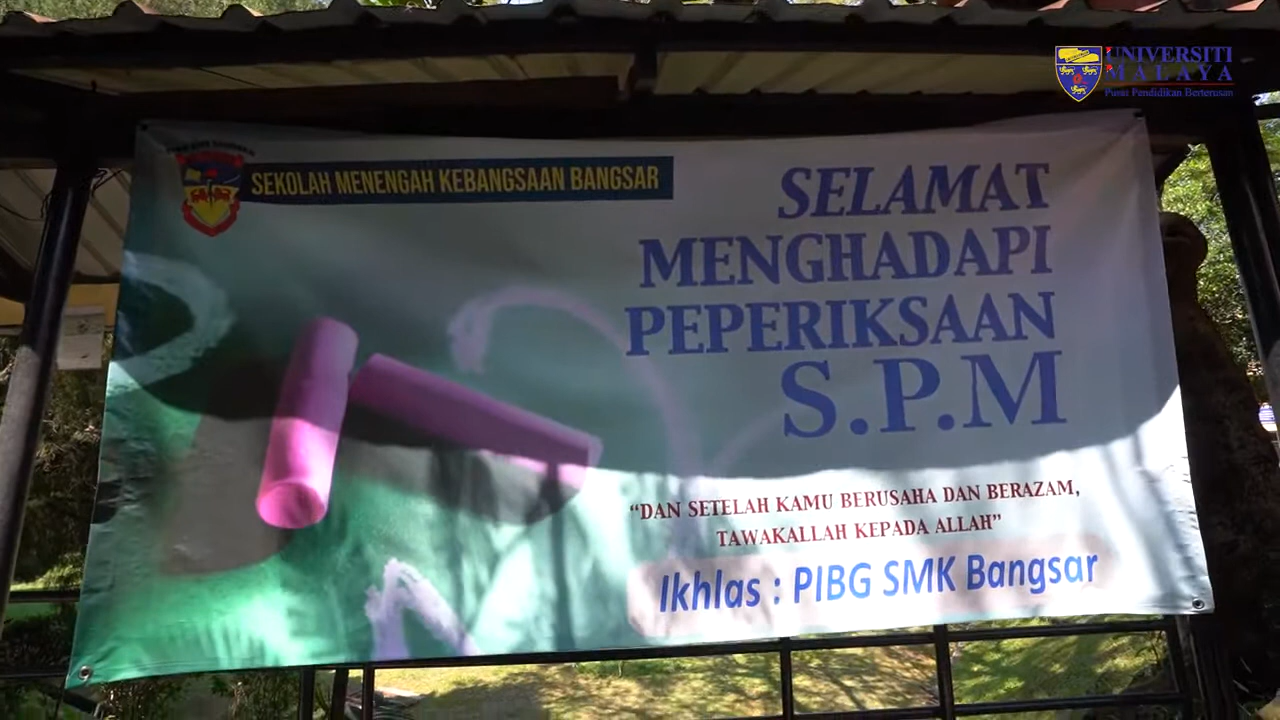 UNIVERSITI
MALAYA
Pusat Pendidikan Berterusan
SEKOLAH MENENGAH KEBANGSAAN BANGSAR
SELAMAT
MENGHADAPI
PEPERIKSAAN
S.P.M
“DAN SETELAH KAMU BERUSAHA DAN BERAZAM,
TAWAKALLAH KEPADA ALLAH”
Ikhlas : PIBG SMK Bangsar